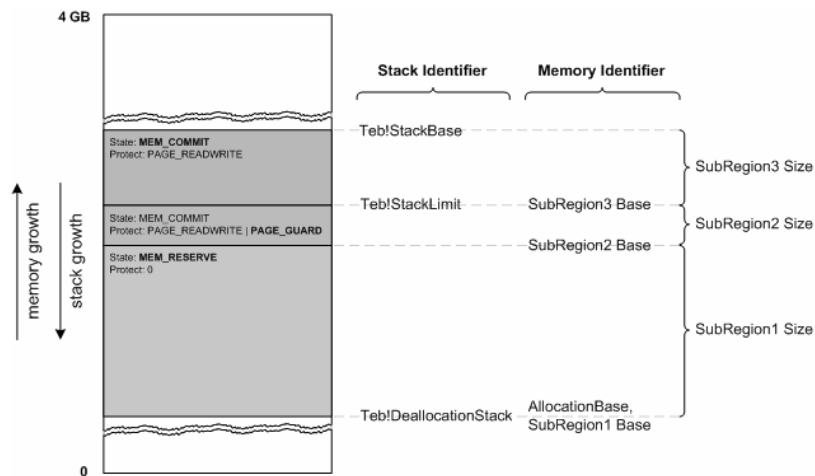 4 GB
Stack Identifier
Memory Identifier
Teb!StackBase
State: MEM_COMMIT
Protect: PAGE_READWRITE
SubRegion3 Size
Teb!StackLimit
SubRegion3 Base
State: MEM_COMMIT
Protect: PAGE_READWRITE | PAGE_GUARD
SubRegion2 Size
SubRegion2 Base
State: MEM_RESERVE
Protect: 0
memory growth
stack growth
SubRegion1 Size
Teb!DeallocationStack
AllocationBase,
SubRegion1 Base
0